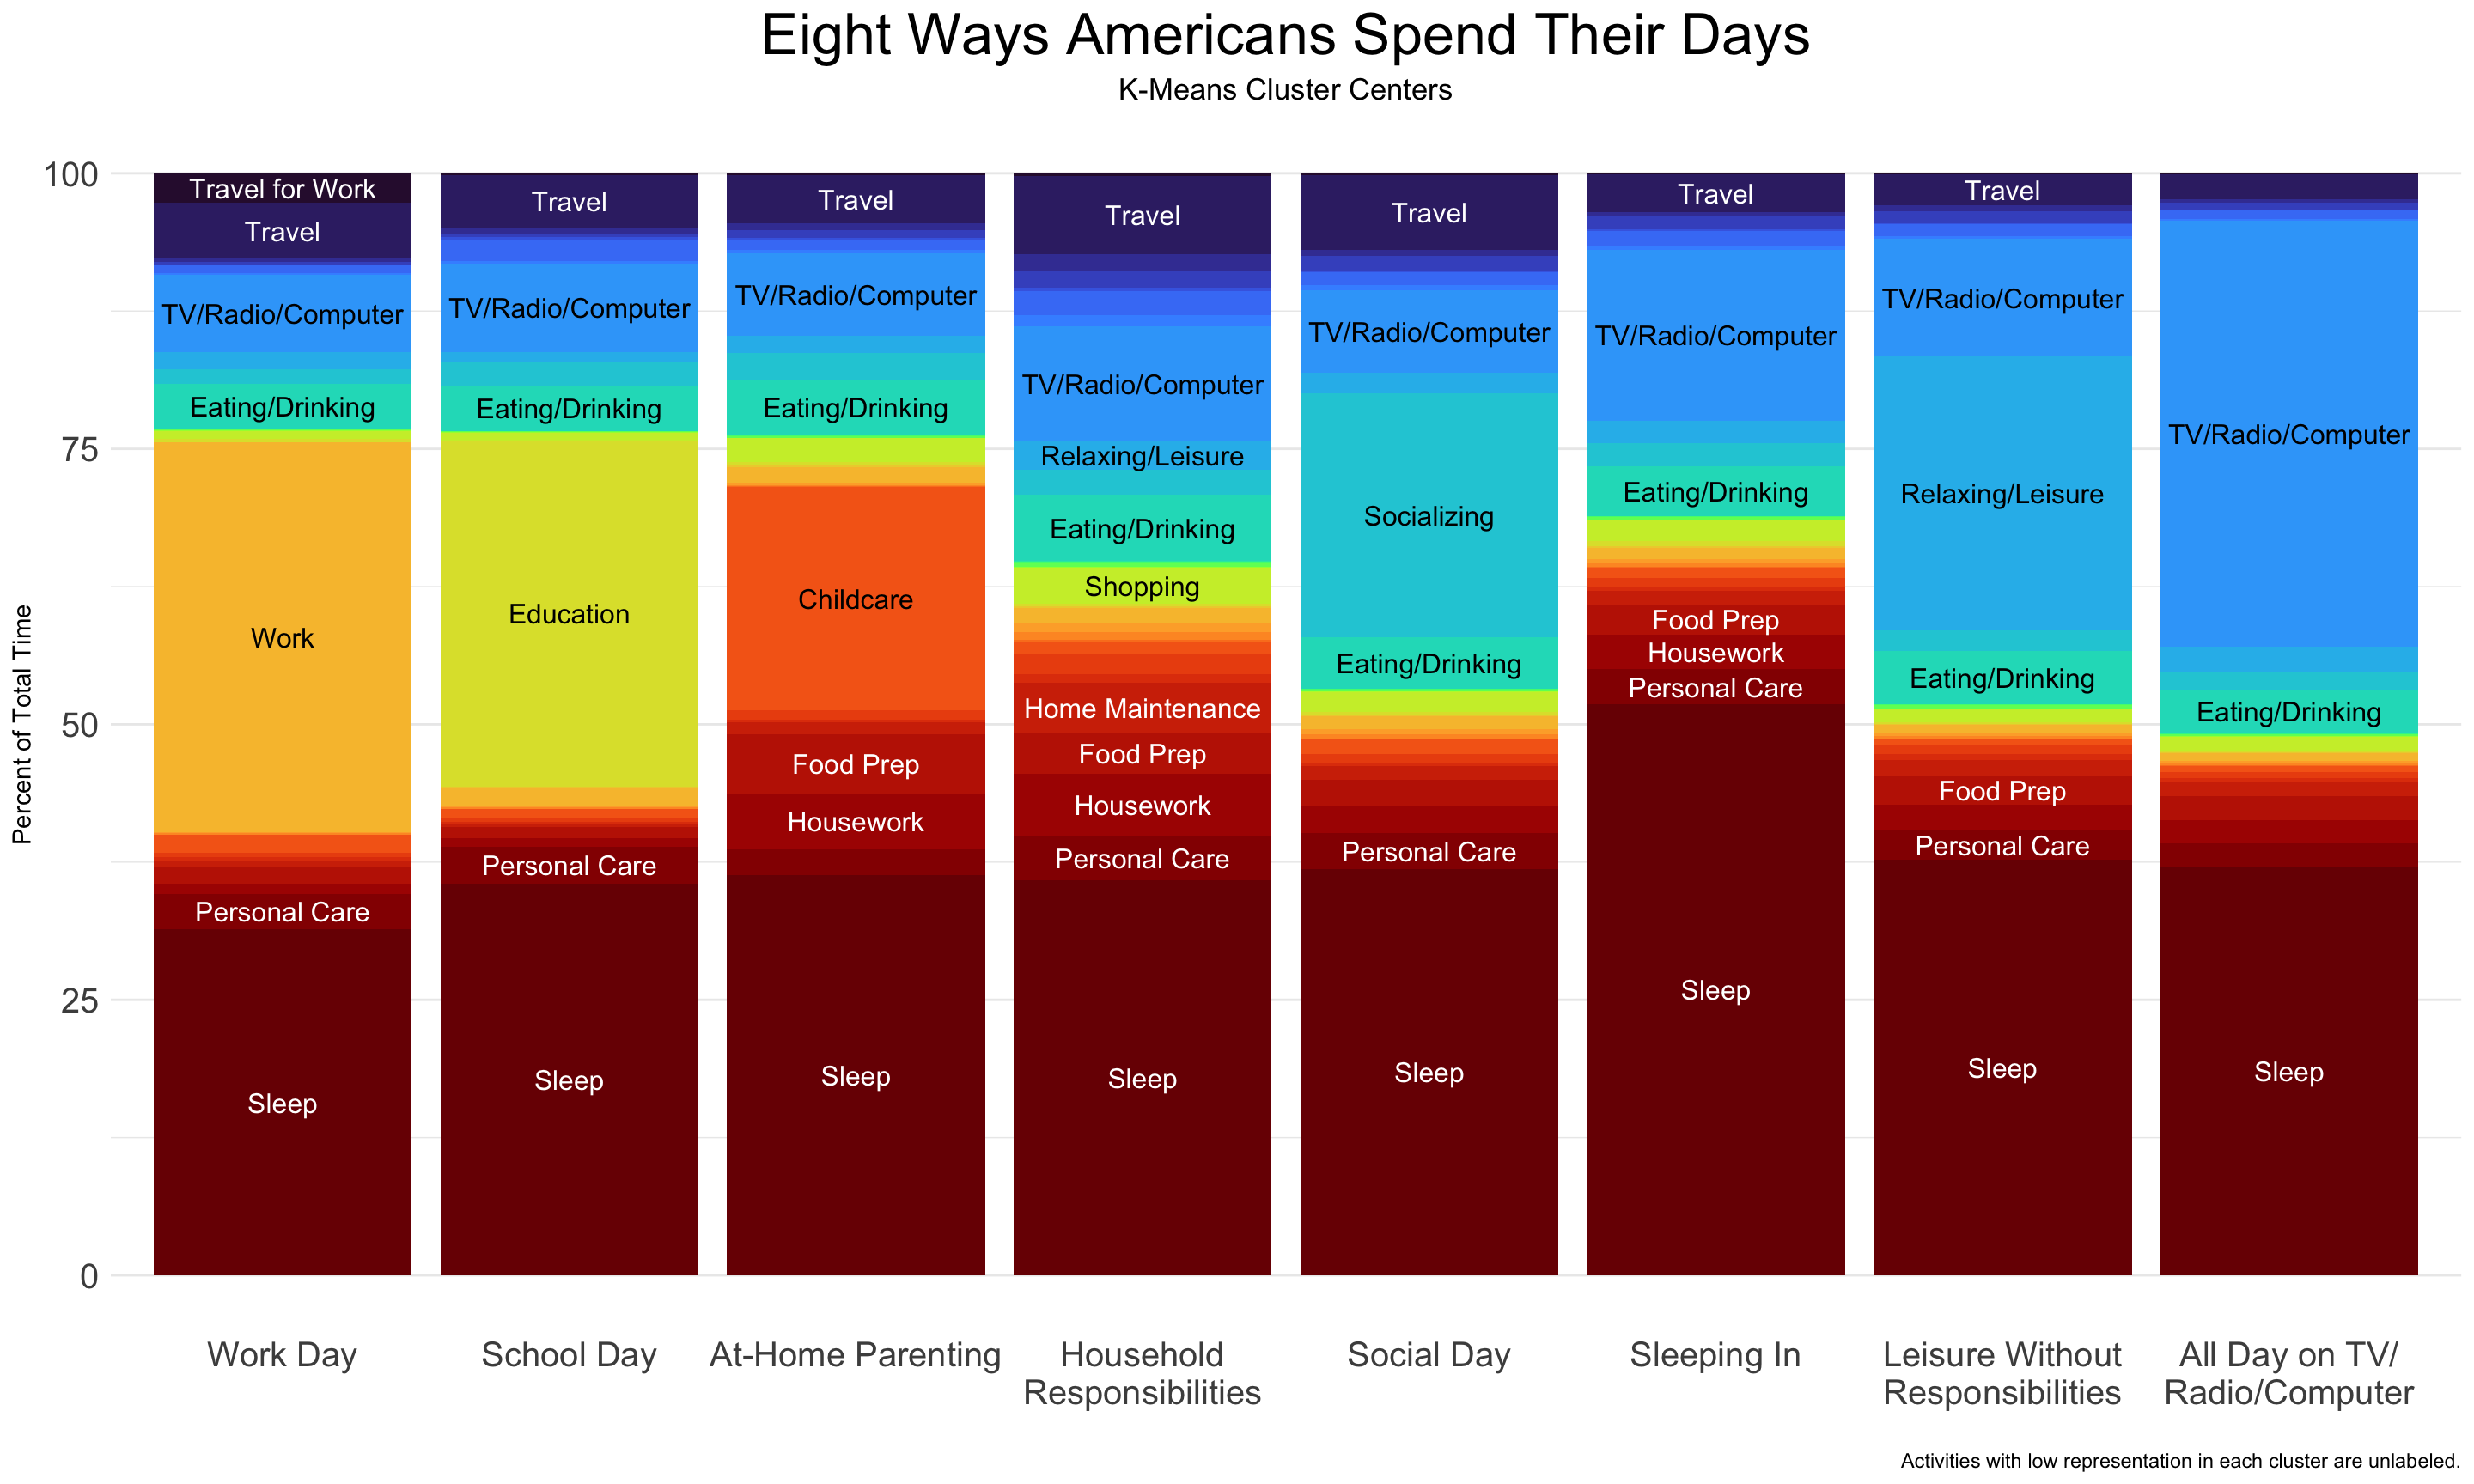 Eight Ways Americans Spend Their Days
K-Means Cluster Centers
Percent of Total Time
100
75
50
25
0
Travel for Work
Travel
TV/Radio/Computer
Eating/Drinking
Work
Personal Care
Sleep
Travel
TV/Radio/Computer
Eating/Drinking
Education
Personal Care
Sleep
Travel
TV/Radio/Computer
Eating/Drinking
Childcare
Food Prep
Housework
Sleep
Travel
TV/Radio/Computer
Relaxing/Leisure
Eating/Drinking
Shopping
Home Maintenance
Food Prep
Housework
Personal Care
Sleep
Travel
TV/Radio/Computer
Socializing
Eating/Drinking
Personal Care
Sleep
Travel
TV/Radio/Computer
Eating/Drinking
Food Prep
Housework
Personal Care
Sleep
Travel
TV/Radio/Computer
Relaxing/Leisure
Eating/Drinking
Food Prep
Personal Care
Sleep
TV/Radio/Computer
Eating/Drinking
Sleep
Work Day
School Day
At-Home Parenting
Household
Responsibilities
Social Day
Sleeping In
Leisure Without
Responsibilities
All Day on TV/
Radio/Computer
Activities with low representation in each cluster are unlabeled.